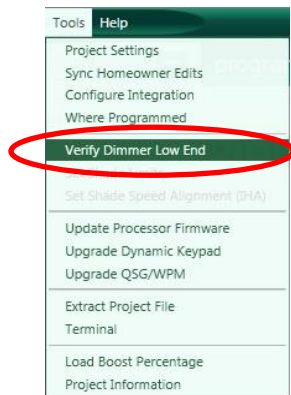 Tools Help
Project Settings
Sync Homeowner Edits
Configure Integration
Where Programmed
Verify Dimmer Low End
Set Shade Speed Alignment (IHA)
Update Processor Firmware
Upgrade Dynamic Keypad
Upgrade QSG/WPM
Extract Project File
Terminal
Load Boost Percentage
Project Information